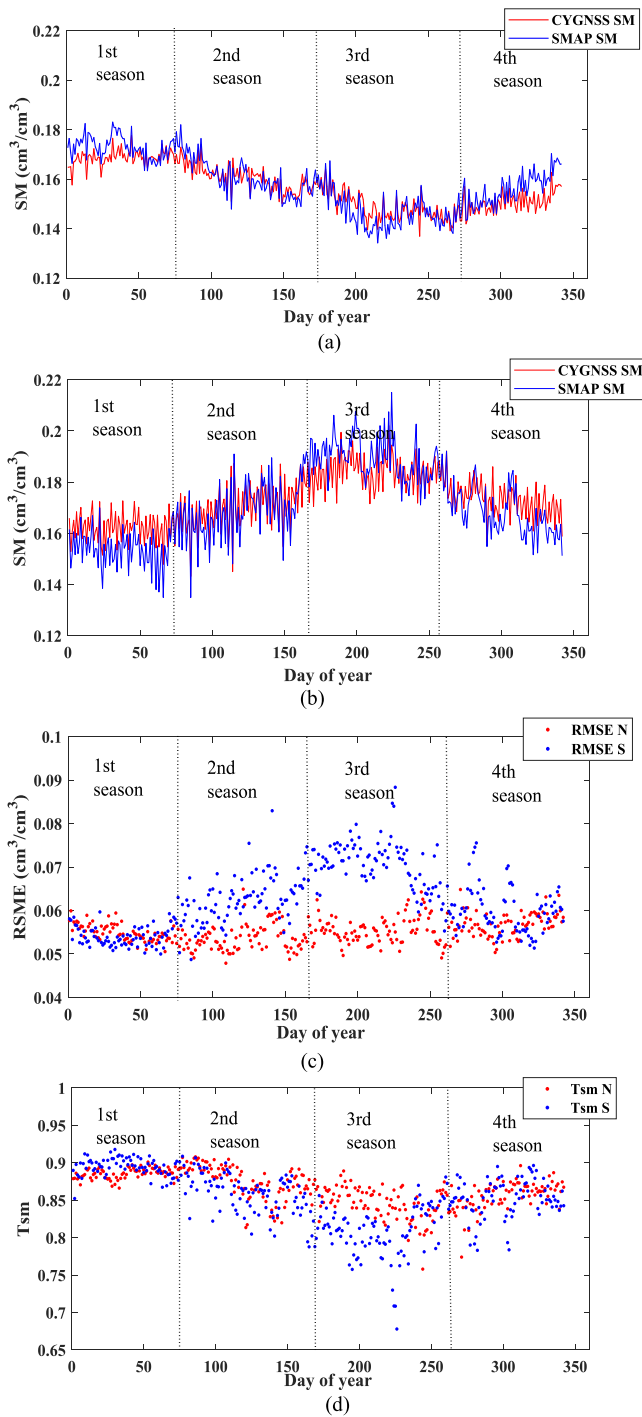 0.22
CYGNSS SM
SMAP SM
1st
season
2nd
season
3rd
season
4th
season
0.2
0.18
0.16
0.14
0.12
SM (cm³/cm³)
0 50 100 150 200 250 300 350
Day of year
(a)
0.22
CYGNSS SM
SMAP SM
1st
season
2nd
season
3rd
season
4th
season
0.2
0.18
0.16
0.14
0.12
SM (cm³/cm³)
0 50 100 150 200 250 300 350
Day of year
(b)
0.1
RMSE N
RMSE S
1st
season
2nd
season
3rd
season
4th
season
0.09
0.08
0.07
0.06
0.05
0.04
RSME (cm³/cm³)
0 50 100 150 200 250 300 350
Day of year
(c)
1
Tsm N
Tsm S
1st
season
2nd
season
3rd
season
4th
season
0.95
0.9
0.85
0.8
0.75
0.7
0.65
Tsm
0 50 100 150 200 250 300 350
Day of year
(d)